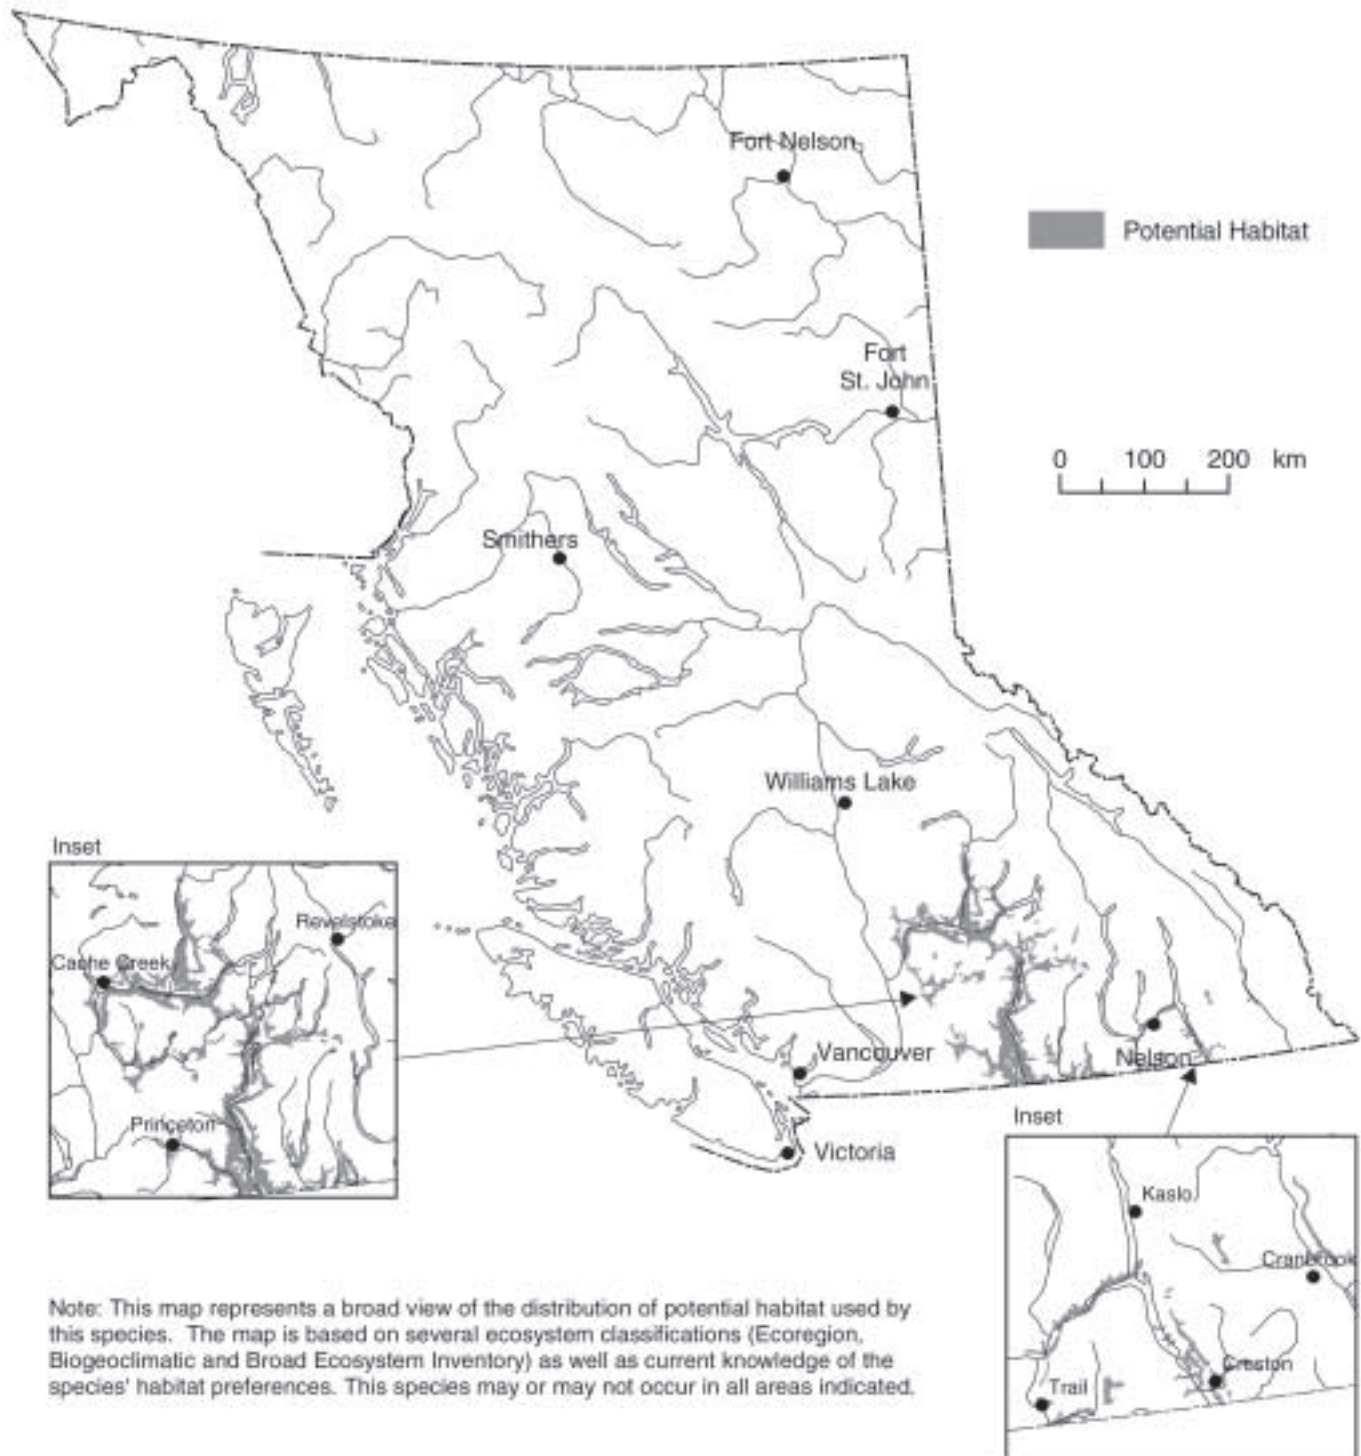 Fort Nelson
Potential Habitat
Fort
St. John
0 100 200 km
Smithers
Williams Lake
Inset
Revelstoke
Cache Creek
Princeton
Vancouver
Nelson
Victoria
Inset
Kaslo
Cranbrook
Creston
Trail
Note: This map represents a broad view of the distribution of potential habitat used by
this species. The map is based on several ecosystem classifications (Ecoregion,
Biogeoclimatic and Broad Ecosystem Inventory) as well as current knowledge of the
species' habitat preferences. This species may or may not occur in all areas indicated.